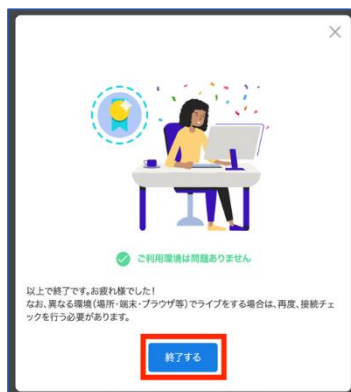 ご利用環境は問題ありません
以上で終了です。お疲れ様でした!
なお、異なる環境(場所・端末・ブラウザ等)でライブをする場合は、再度、接続チェ
ックを行う必要があります。
終了する